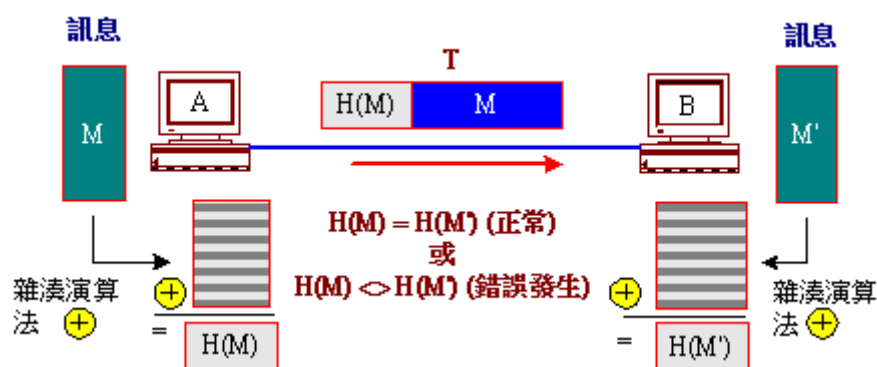 訊息
訊息
T
M
A
H(M) M
B
M'
H(M) = H(M') (正常)
或
H(M) <> H(M') (錯誤發生)
雜湊演算
法 +
+
=
H(M)
+
=
H(M')
雜湊演算
法 +